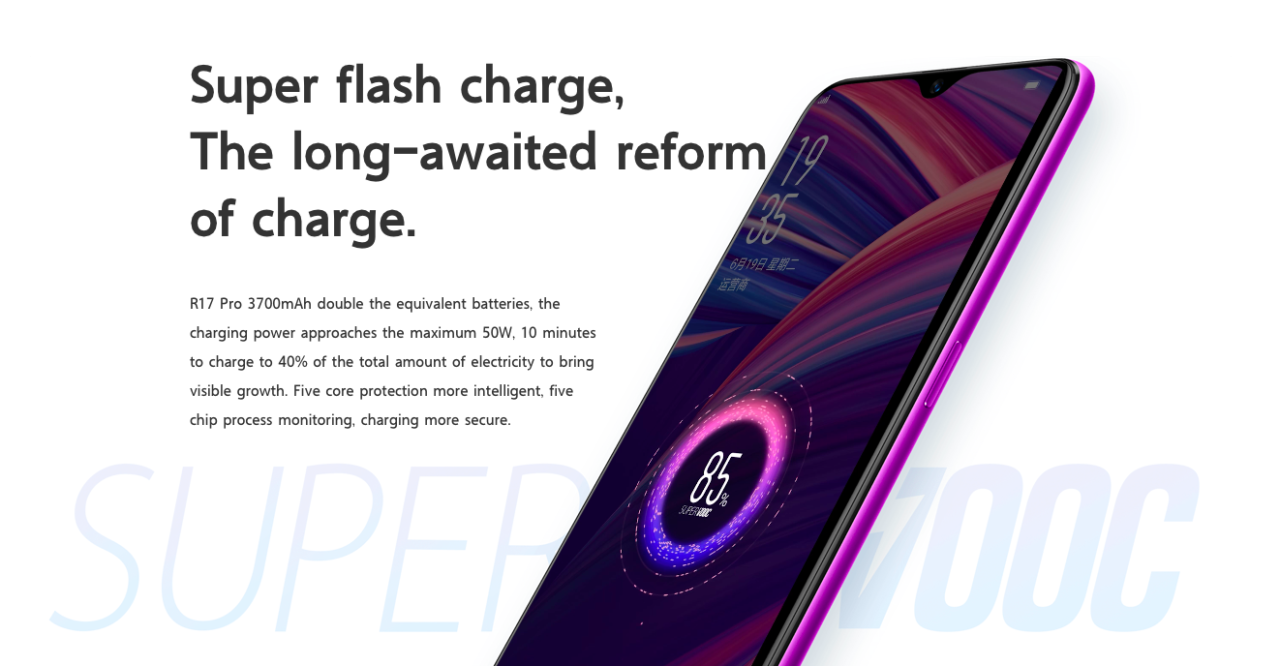 Super flash charge,
The long-awaited reform
of charge.
R17 Pro 3700mAh double the equivalent batteries, the
charging power approaches the maximum 50W, 10 minutes
to charge to 40% of the total amount of electricity to bring
visible growth. Five core protection more intelligent, five
chip process monitoring, charging more secure.
19
35
6月19日 星期二
85%
SUPERVOOC
SUPERVOOC